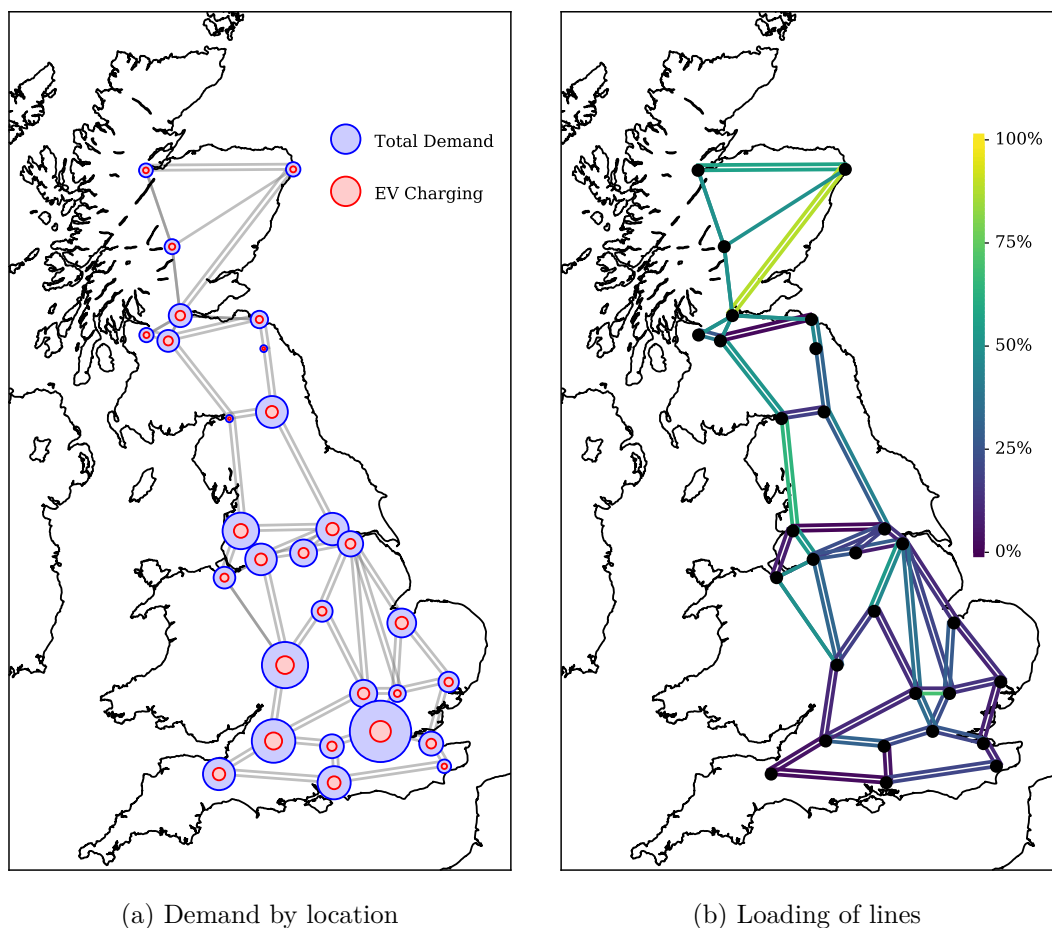 Total Demand
EV Charging
100%
75%
50%
25%
0%
(a) Demand by location
(b) Loading of lines